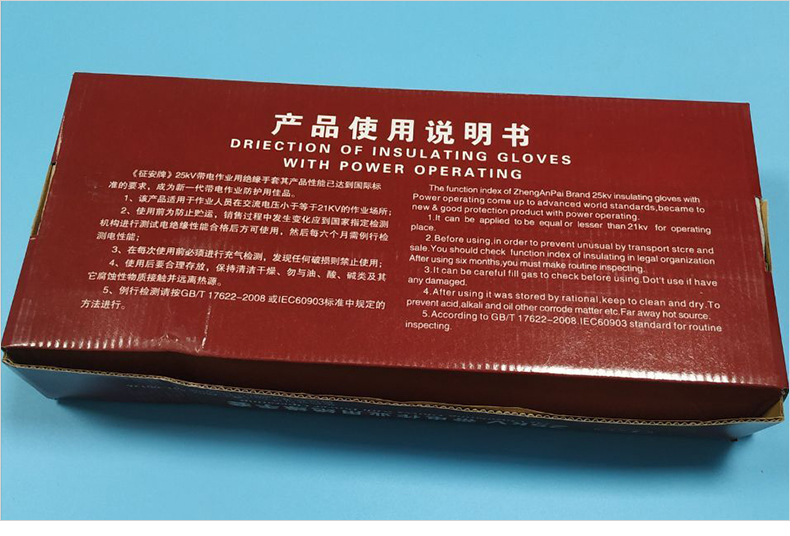 产品使用说明书
DRIECTION OF INSULATING GLOVES
WITH POWER OPERATING
《征安牌》25kV带电作业用绝缘手套其产品性能已达到国际标
准的要求，成为新一代带电作业防护用佳品。
1、该产品适用于作业人员在交流电压小于等于21KV的作业场所；
2、使用前为防止贮运，销售过程中发生变化应到国家指定检测
机构进行测试电绝缘性能合格后方可使用，然后每六个月需例行检
测电性能；
3、在每次使用前必须进行充气检测，发现任何破损则禁止使用；
4、使用后要合理存放，保持清洁干燥、勿与油、酸、碱类及其
它腐蚀性物质接触并远离热源。
5、例行检测请按GB/T 17622-2008 或IEC60903标准中规定的
方法进行。
The function index of ZhengAnPai Brand 25kv insulating gloves with
Power operating come up to advanced world standards,became to
new & good protection product with power operating.
1.It can be applied to be equal or lesser than 21kv for operating
place.
2.Before using,in order to prevent unusual by transport stcre and
sale.You should check function index of insulating in legal organization
After using six months,you must make routine inspecting.
3.It can be careful fill gas to check before using.Dot't use if have
any damaged.
4.After using it was stored by rational,keep to clean and dry.To
prevent acid,alkali and oil other corrode matter etc.Far away hot source.
5.According to GB/T 17622-2008.IEC60903 standard for routine
inspecting.